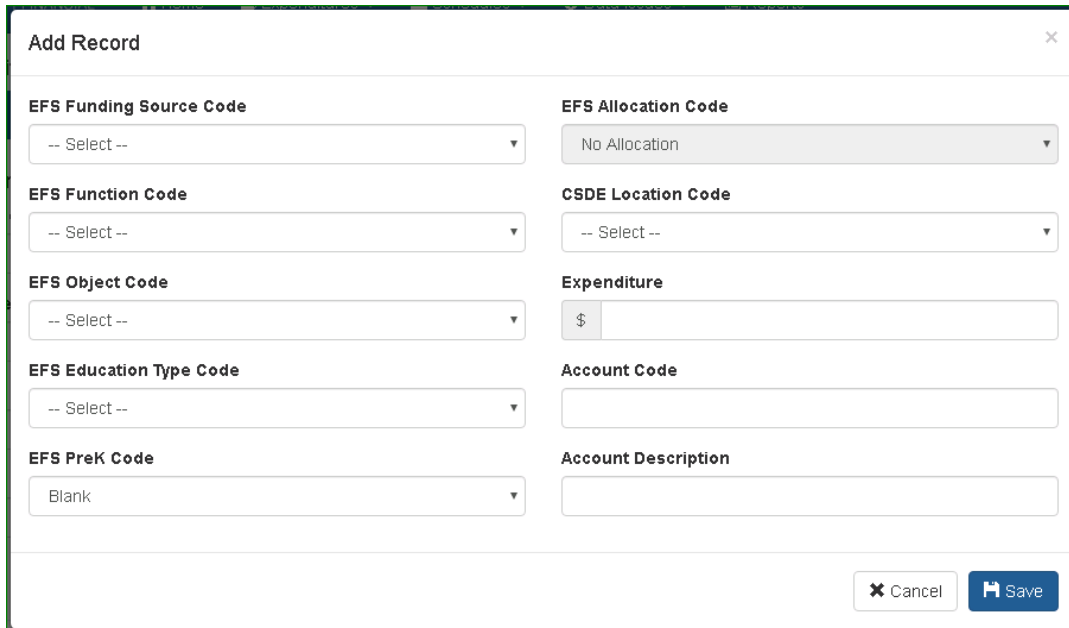 Add Record
×
EFS Funding Source Code
-- Select --
EFS Allocation Code
No Allocation
EFS Function Code
-- Select --
CSDE Location Code
-- Select --
EFS Object Code
-- Select --
Expenditure
$
EFS Education Type Code
-- Select --
Account Code
EFS PreK Code
Blank
Account Description
Cancel
Save